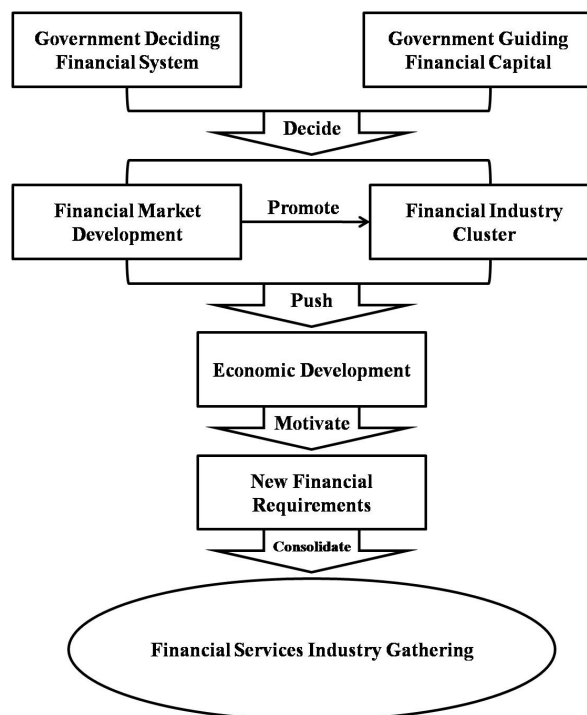 Government Deciding
Financial System
Government Guiding
Financial Capital
Decide
Financial Market
Development
Promote
Financial Industry
Cluster
Push
Economic Development
Motivate
New Financial
Requirements
Consolidate
Financial Services Industry Gathering